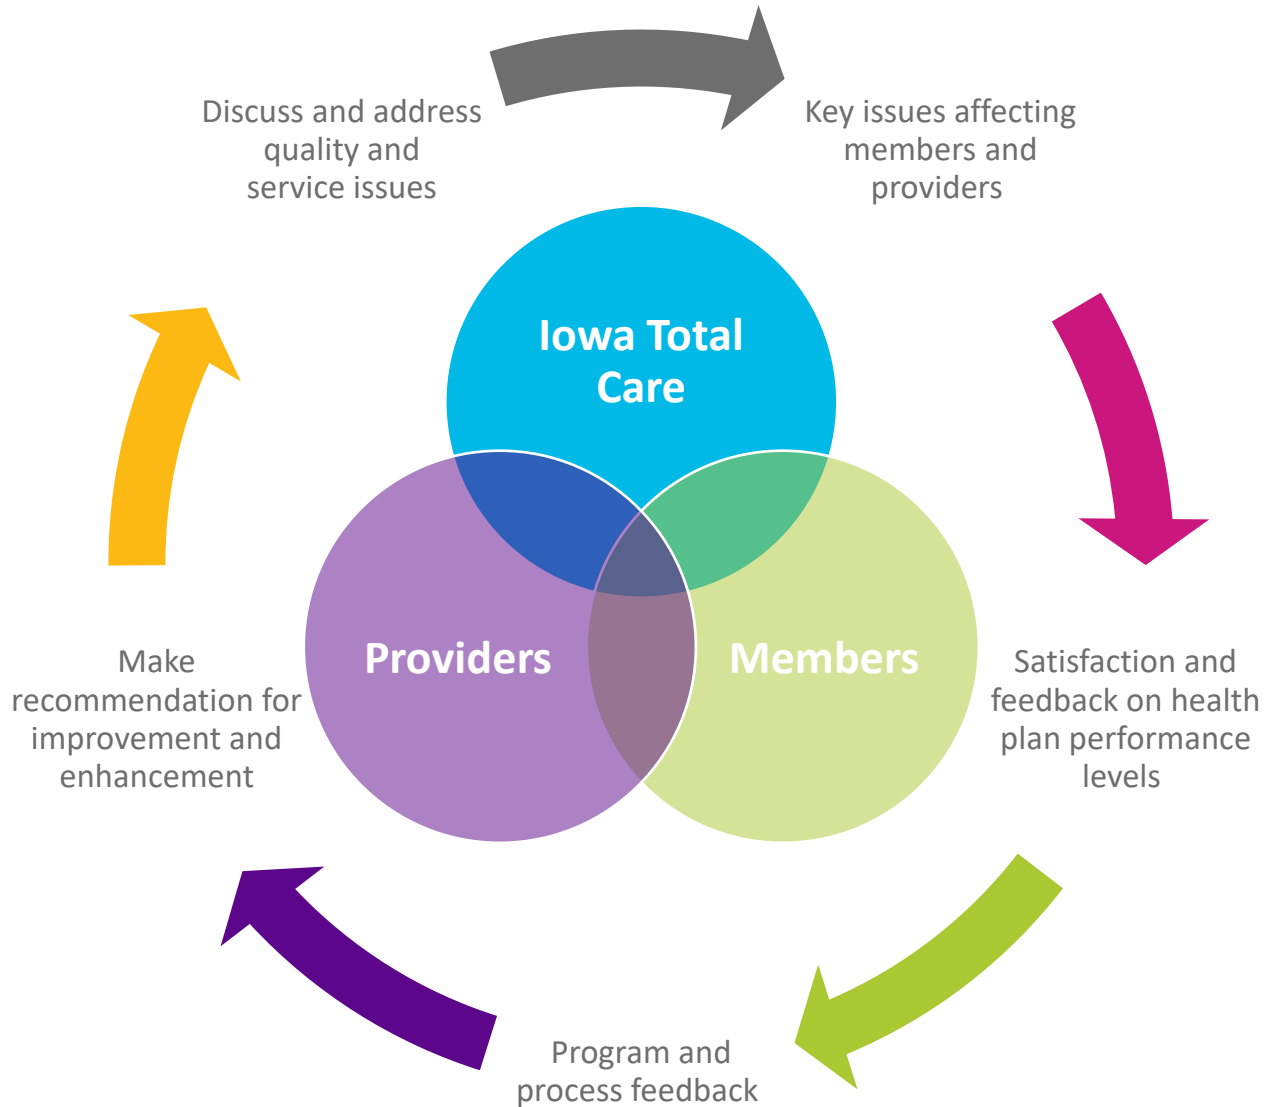 Discuss and address
quality and
service issues
Key issues affecting
members and
providers
Iowa Total
Care
Providers
Members
Make
recommendation for
improvement and
enhancement
Satisfaction and
feedback on health
plan performance
levels
Program and
process feedback